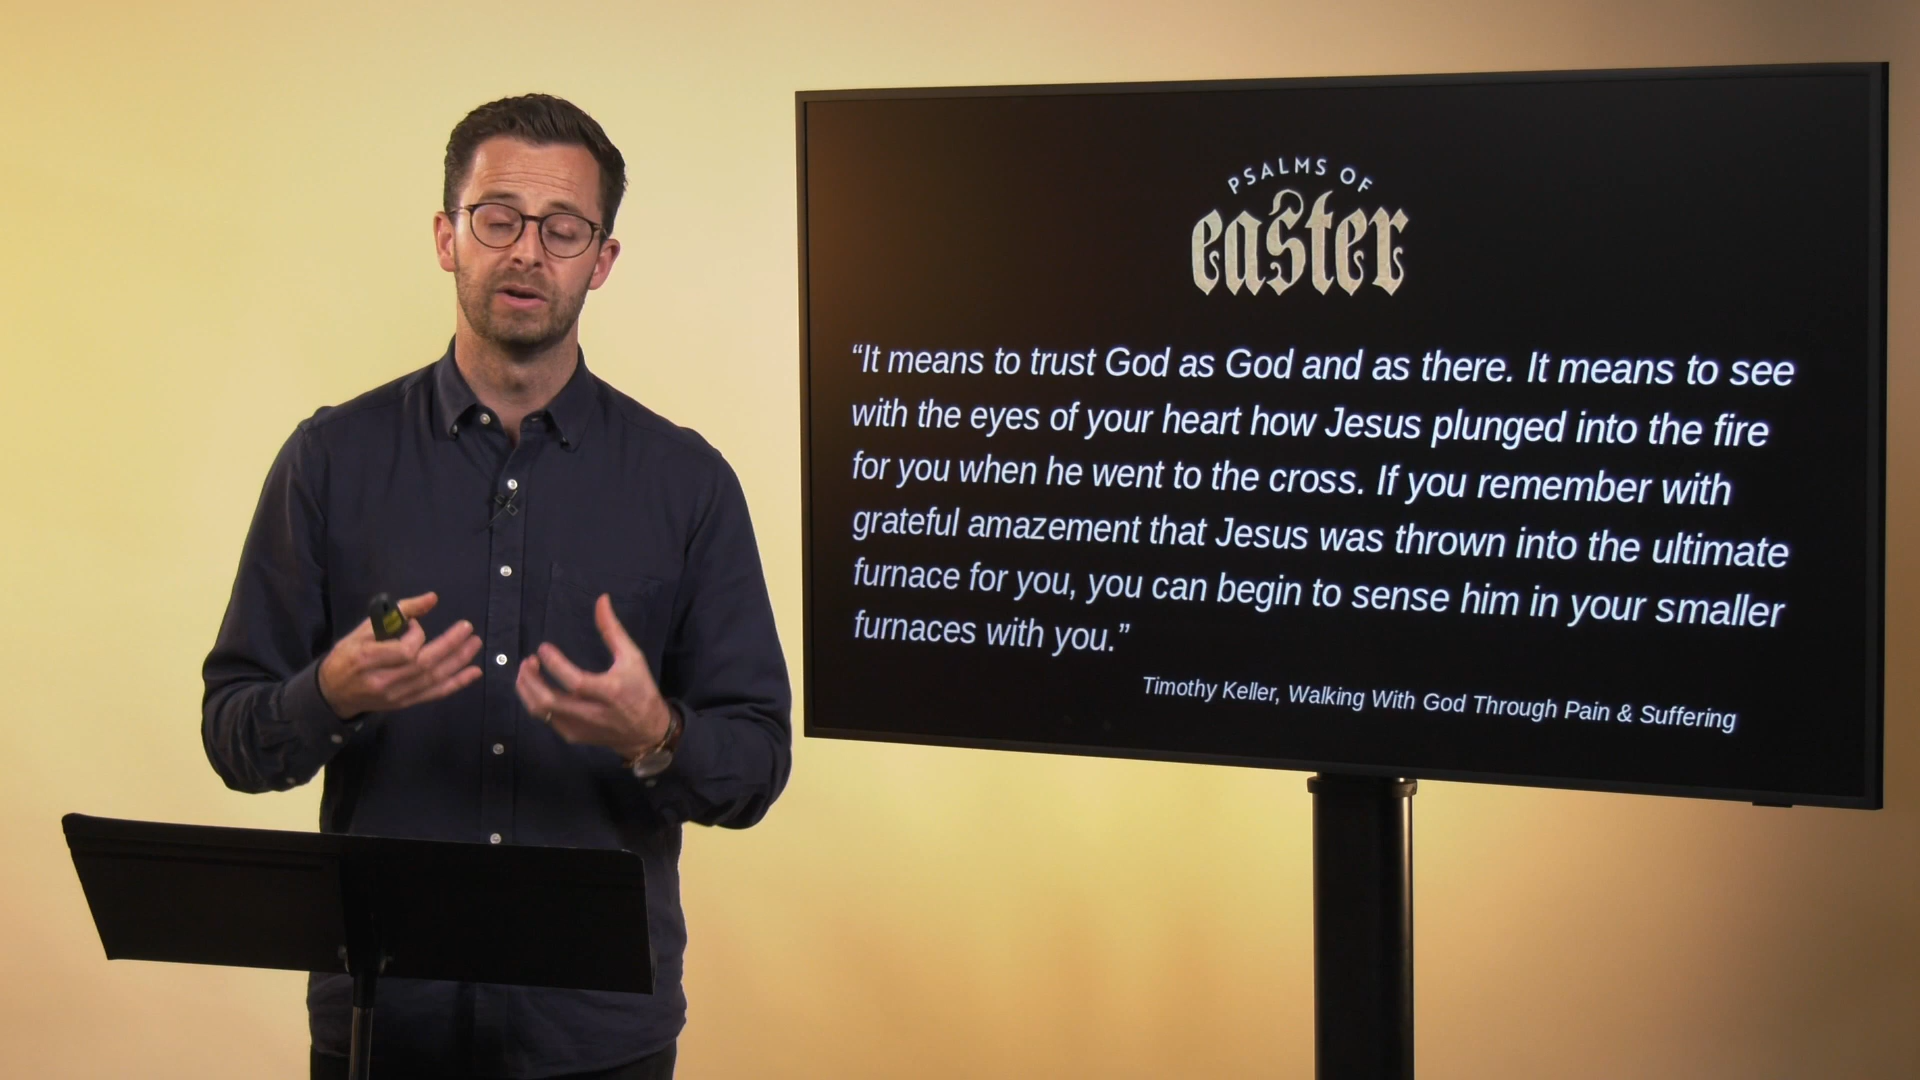 PSALMS OF
easter
“It means to trust God as God and as there. It means to see
with the eyes of your heart how Jesus plunged into the fire
for you when he went to the cross. If you remember with
grateful amazement that Jesus was thrown into the ultimate
furnace for you, you can begin to sense him in your smaller
furnaces with you.”
Timothy Keller, Walking With God Through Pain & Suffering